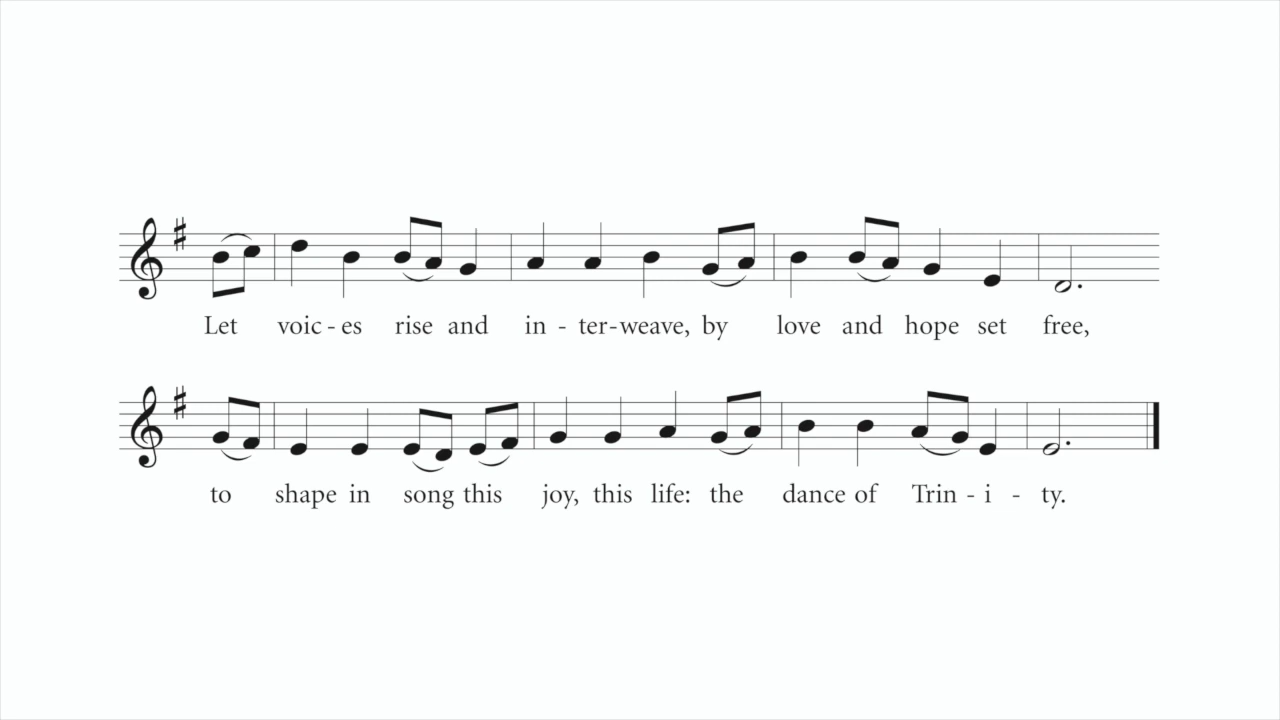 Let voic - es rise and in - ter - weave, by love and hope set free,
to shape in song this joy, this life: the dance of Trin - i - ty.